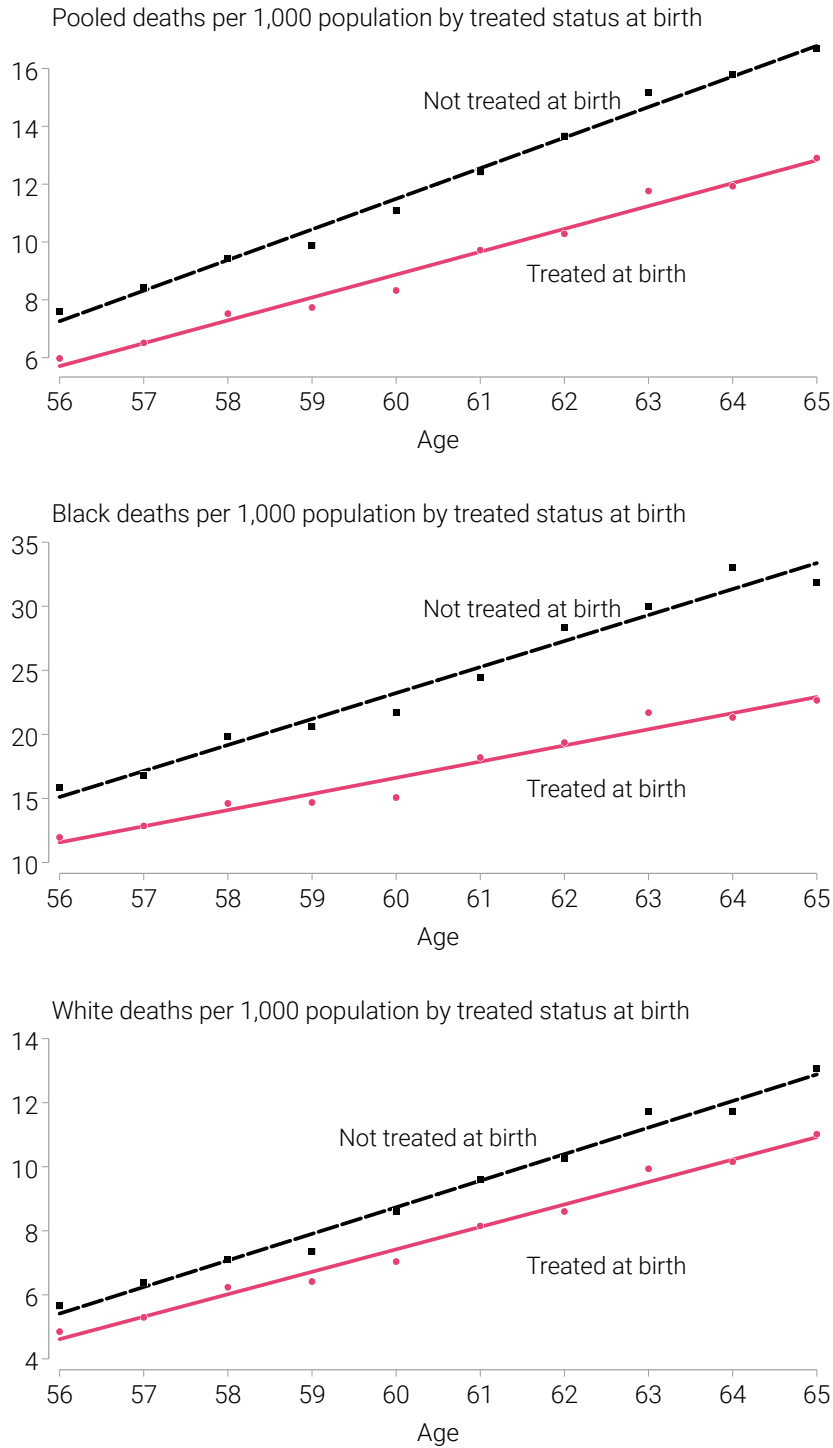 Pooled deaths per 1,000 population by treated status at birth
16
Not treated at birth
14
12
10
Treated at birth
8
6
56 57 58 59 60 61 62 63 64 65
Age
Black deaths per 1,000 population by treated status at birth
35
30
Not treated at birth
25
20
15
Treated at birth
10
56 57 58 59 60 61 62 63 64 65
Age
White deaths per 1,000 population by treated status at birth
14
12
Not treated at birth
10
8
Treated at birth
6
4
56 57 58 59 60 61 62 63 64 65
Age